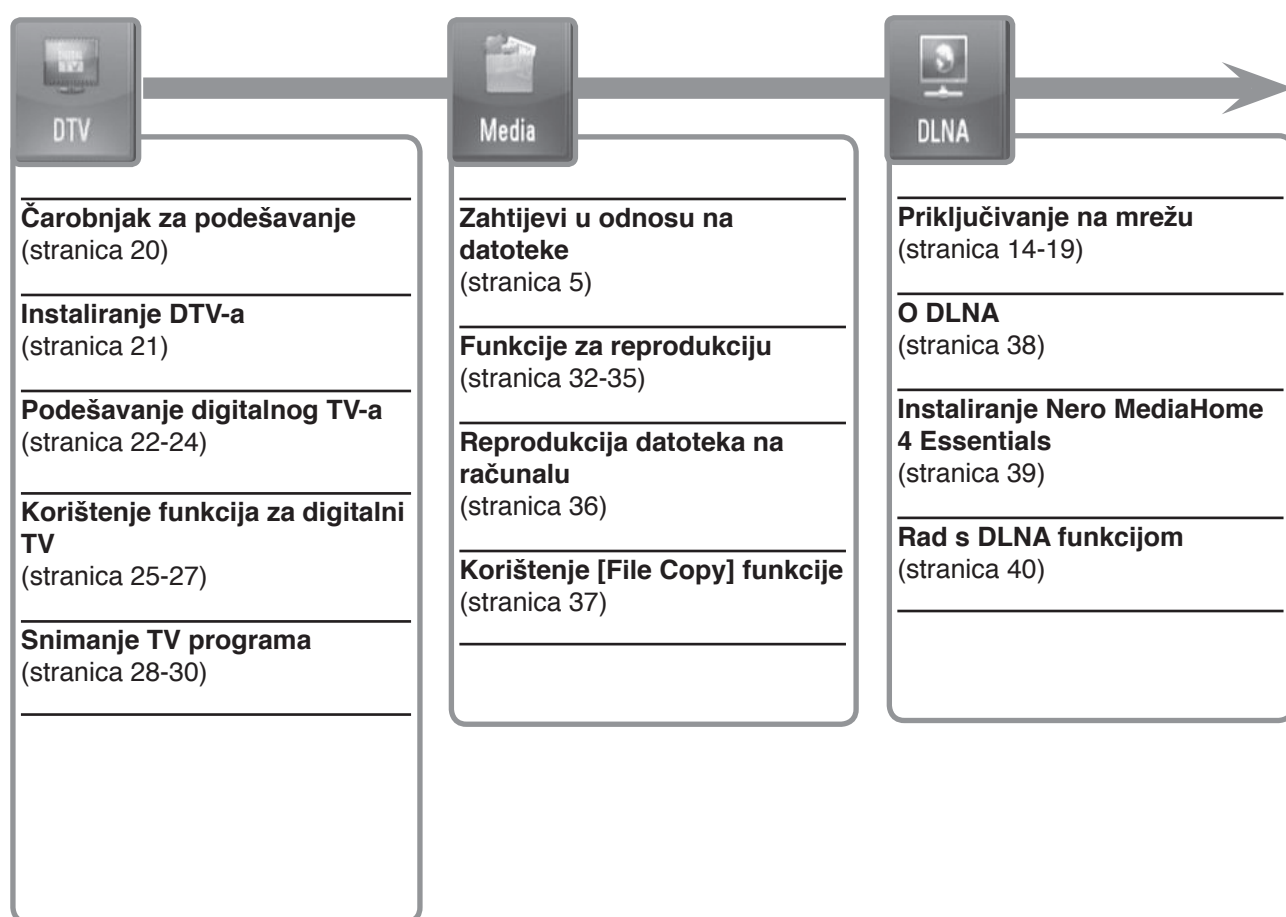 DTV
Čarobnjak za podešavanje
(stranica 20)
Instaliranje DTV-a
(stranica 21)
Podešavanje digitalnog TV-a
(stranica 22-24)
Korištenje funkcija za digitalni
TV
(stranica 25-27)
Snimanje TV programa
(stranica 28-30)
Media
Zahtijevi u odnosu na
datoteke
(stranica 5)
Funkcije za reprodukciju
(stranica 32-35)
Reprodukcija datoteka na
računalu
(stranica 36)
Korištenje [File Copy] funkcije
(stranica 37)
DLNA
Priključivanje na mrežu
(stranica 14-19)
O DLNA
(stranica 38)
Instaliranje Nero MediaHome
4 Essentials
(stranica 39)
Rad s DLNA funkcijom
(stranica 40)